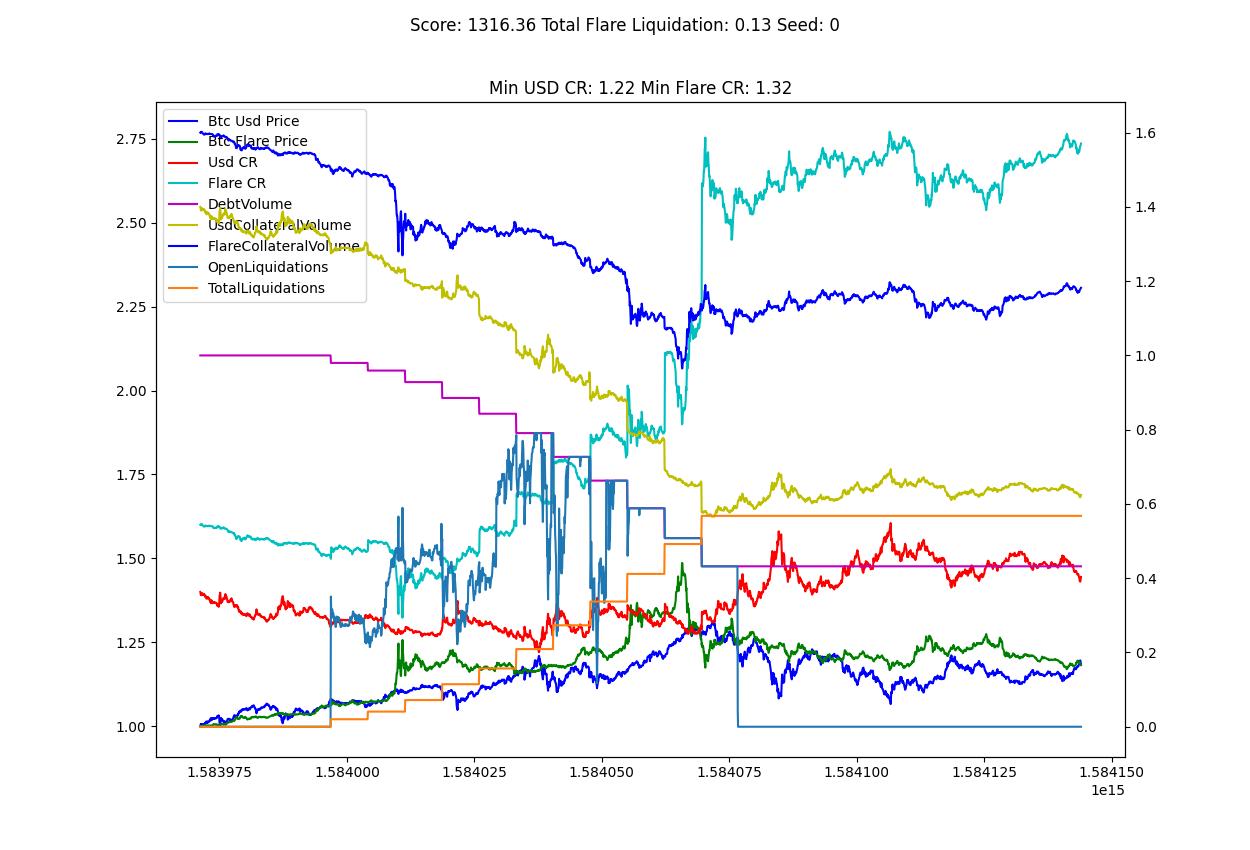 Score: 1316.36 Total Flare Liquidation: 0.13 Seed: 0
Min USD CR: 1.22 Min Flare CR: 1.32
Btc Usd Price
Btc Flare Price
Usd CR
Flare CR
DebtVolume
UsdCollateralVolume
FlareCollateralVolume
OpenLiquidations
TotalLiquidations
2.75
2.50
2.25
2.00
1.75
1.50
1.25
1.00
1.6
1.4
1.2
1.0
0.8
0.6
0.4
0.2
0.0
1.583975 1.584000 1.584025 1.584050 1.584075 1.584100 1.584125 1.584150
1e15